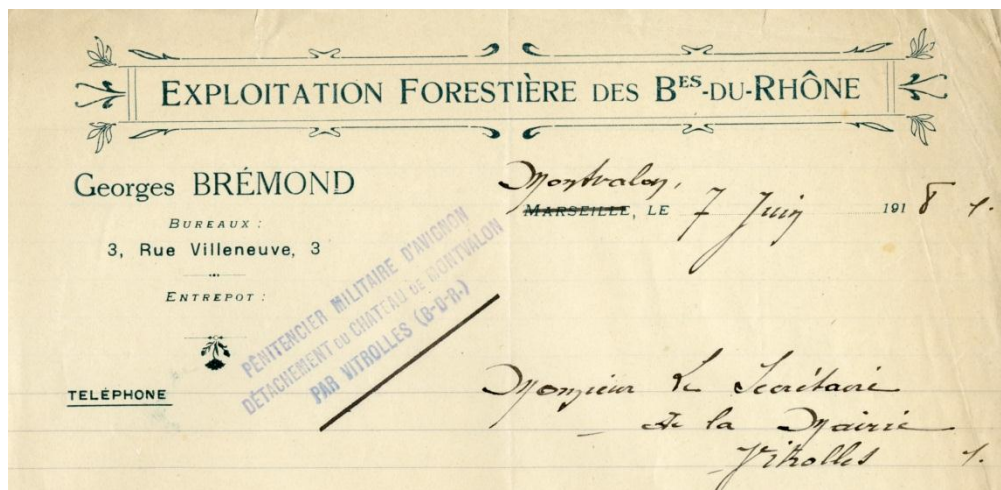 EXPLOITATION FORESTIÈRE DES BES-DU-RHÔNE
Georges BRÉMOND
BUREAUX :
3, Rue Villeneuve, 3
ENTREPOT :
TELÉPHONE
PÉNITENCIER MILITAIRE D'AVIGNON
DÉTACHEMENT DU CHATEAU DE MONTVALON
PAR VITROLLES (B-D-R.)
Montvalon,
MARSEILLE, LE 7 Juin 1918
Monsieur Le Secrétaire
de la Mairie
Vitrolles